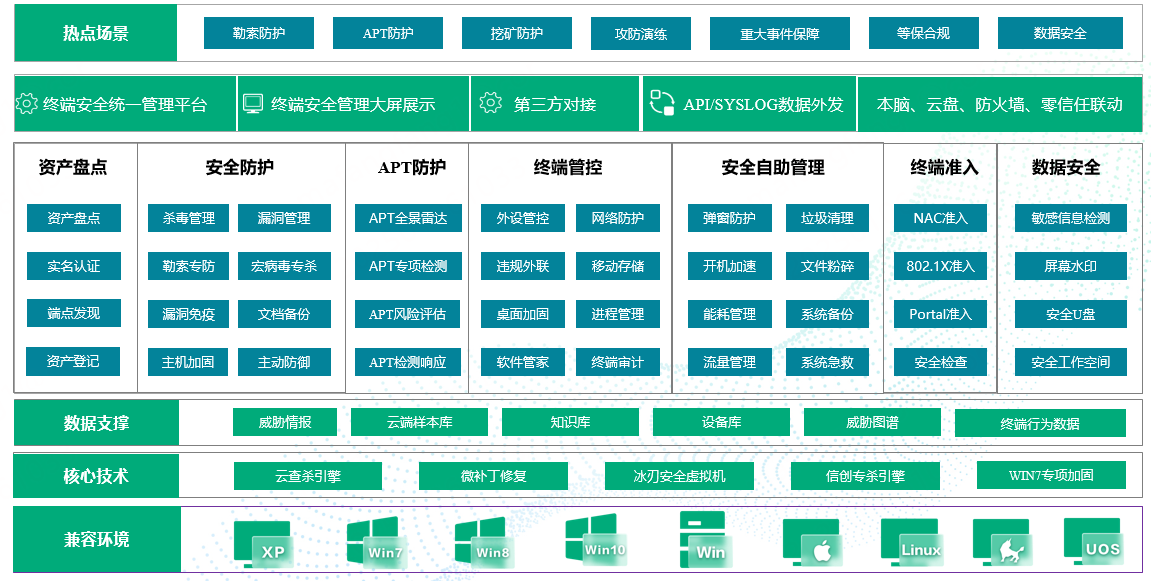 热点场景 勒索防护 APT防护 挖矿防护 攻防演练 重大事件保障 等保合规 数据安全
终端安全统一管理平台 终端安全管理大屏展示 第三方对接 API/SYSLOG数据外发 本脑、云盘、防火墙、零信任联动
资产盘点 安全防护 APT防护 终端管控 安全自助管理 终端准入 数据安全
资产盘点 杀毒管理 漏洞管理 APT全景雷达 外设管控 网络防护 弹窗防护 垃圾清理 NAC准入 敏感信息检测
实名认证 勒索专防 宏病毒专杀 APT专项检测 违规外联 移动存储 开机加速 文件粉碎 802.1X准入 屏幕水印
端点发现 漏洞免疫 文档备份 APT风险评估 桌面加固 进程管理 能耗管理 系统备份 Portal准入 安全U盘
资产登记 主机加固 主动防御 APT检测响应 软件管家 终端审计 流量管理 系统急救 安全检查 安全工作空间
数据支撑 威胁情报 云端样本库 知识库 设备库 威胁图谱 终端行为数据
核心技术 云查杀引擎 微补丁修复 冰刃安全虚拟机 信创专杀引擎 WIN7专项加固
兼容环境 XP Win7 Win8 Win10 Win Linux UOS